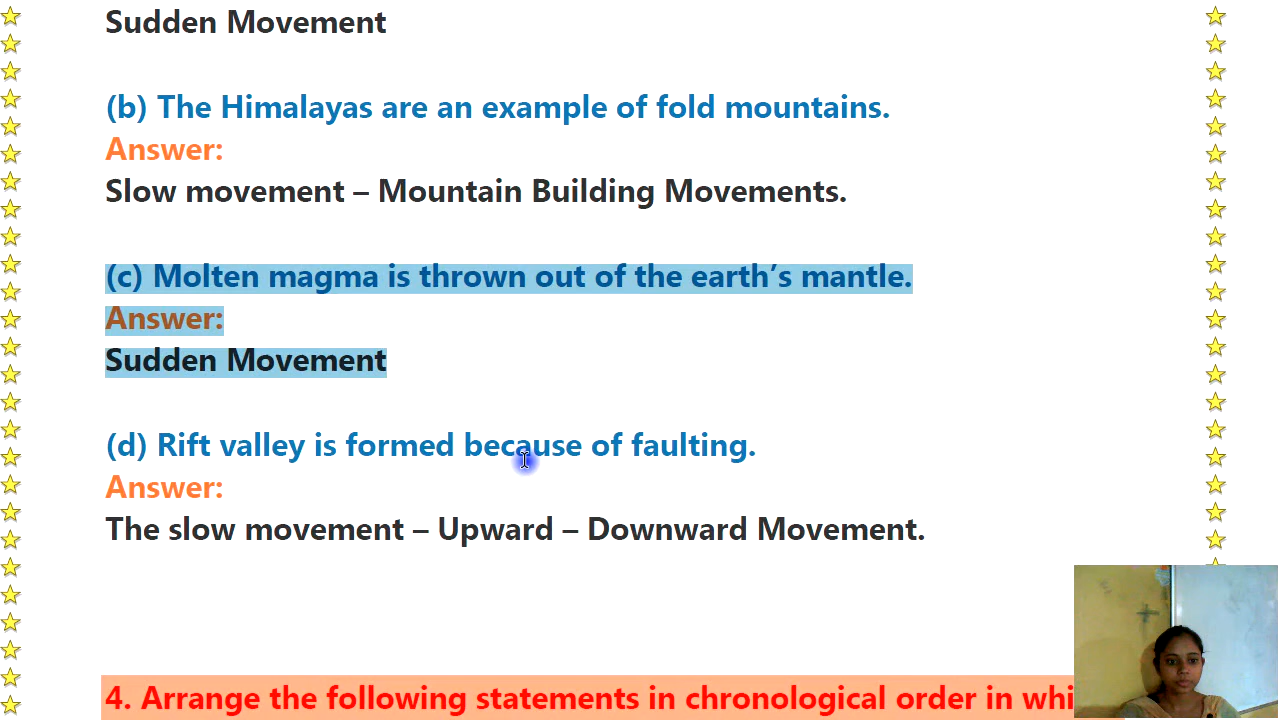 Sudden Movement
(b) The Himalayas are an example of fold mountains.
Answer:
Slow movement – Mountain Building Movements.
(c) Molten magma is thrown out of the earth’s mantle.
Answer:
Sudden Movement
(d) Rift valley is formed because of faulting.
Answer:
The slow movement – Upward – Downward Movement.
4. Arrange the following statements in chronological order in whi